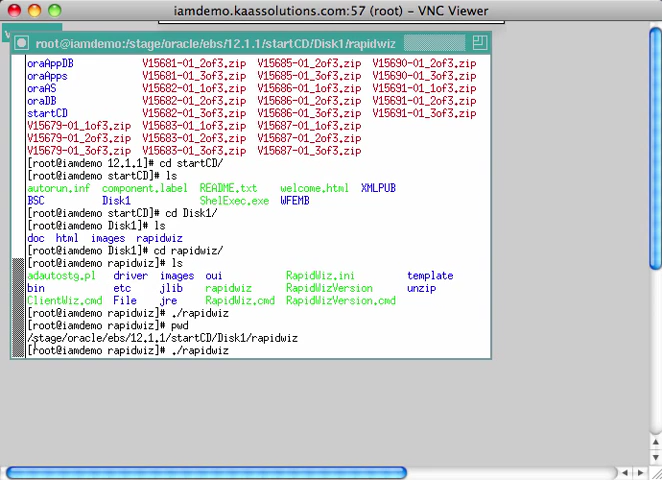 iamdemo.kaassolutions.com:57 (root) - VNC Viewer
root@iamdemo:/stage/oracle/ebs/12.1.1/startCD/Disk1/rapidwiz
oraAppDB V15681-01_2of3.zip V15685-01_2of3.zip V15690-01_2of3.zip
oraApps V15681-01_3of3.zip V15685-01_3of3.zip V15690-01_3of3.zip
oraAS V15682-01_1of3.zip V15686-01_1of3.zip V15691-01_1of3.zip
oraDB V15682-01_2of3.zip V15686-01_2of3.zip V15691-01_2of3.zip
startCD V15682-01_3of3.zip V15686-01_3of3.zip V15691-01_3of3.zip
V15679-01_1of3.zip V15683-01_1of3.zip V15687-01_1of3.zip
V15679-01_2of3.zip V15683-01_2of3.zip V15687-01_2of3.zip
V15679-01_3of3.zip V15683-01_3of3.zip V15687-01_3of3.zip
[root@iamdemo 12.1.1]# cd startCD/
[root@iamdemo startCD]# ls
autorun.inf component.label README.txt welcome.html XMLPUB
BSC Disk1 ShelExec.exe WFEMB
[root@iamdemo startCD]# cd Disk1/
[root@iamdemo Disk1]# ls
doc html images rapidwiz
[root@iamdemo Disk1]# cd rapidwiz/
[root@iamdemo rapidwiz]# ls
adautostg.pl driver images oui RapidWiz.ini template
bin etc jlib rapidwiz RapidWizVersion unzip
ClientWiz.cmd File jre RapidWiz.cmd RapidWizVersion.cmd
[root@iamdemo rapidwiz]# ./rapidwiz
[root@iamdemo rapidwiz]# pwd
/stage/oracle/ebs/12.1.1/startCD/Disk1/rapidwiz
[root@iamdemo rapidwiz]# ./rapidwiz